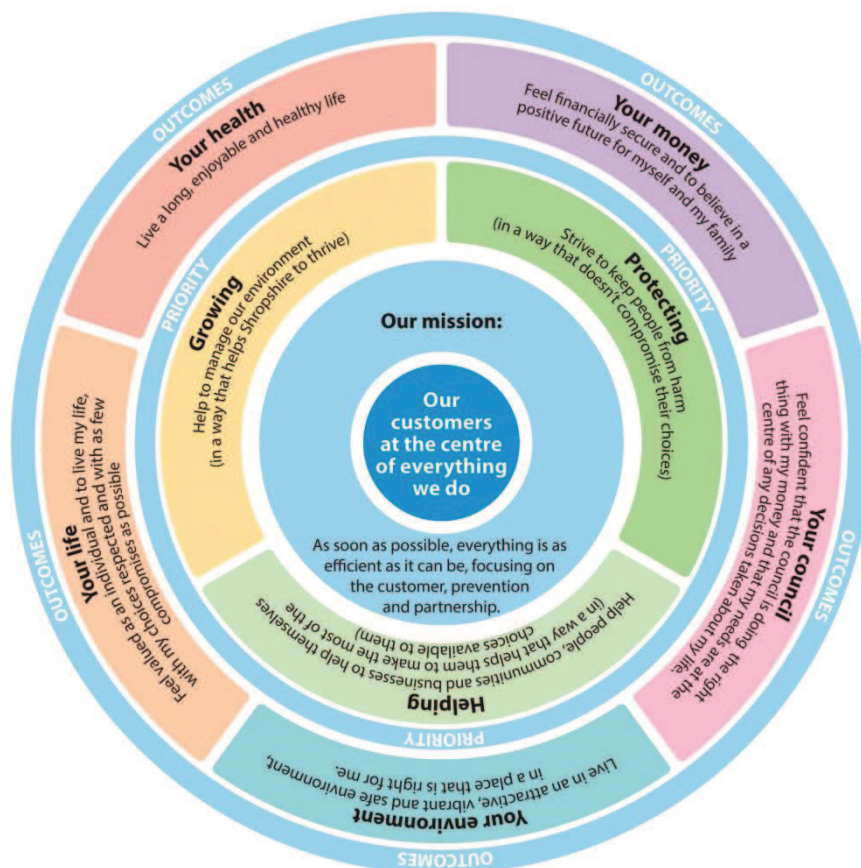 OUTCOMES
Your health
Live a long, enjoyable and healthy life
OUTCOMES
Your money
Feel financially secure and to believe in a
positive future for myself and my family
OUTCOMES
Your council
Feel confident that the council is doing the right
thing with my money and that my needs are at the
centre of any decisions taken about my life.
OUTCOMES
Your environment
Live in an attractive, vibrant and safe environment,
in a place that is right for me.
OUTCOMES
Your life
Feel valued as an individual and to live my life,
with my choices respected and with as few
compromises as possible
PRIORITY
Growing
Help to manage our environment
(in a way that helps Shropshire to thrive)
PRIORITY
Protecting
Strive to keep people from harm
(in a way that doesn't compromise their choices)
PRIORITY
Helping
Help people, communities and businesses to help themselves
(in a way that helps them to make the most of the
choices available to them)
Our mission:
Our
customers
at the centre
of everything
we do
As soon as possible, everything is as
efficient as it can be, focusing on
the customer, prevention
and partnership.